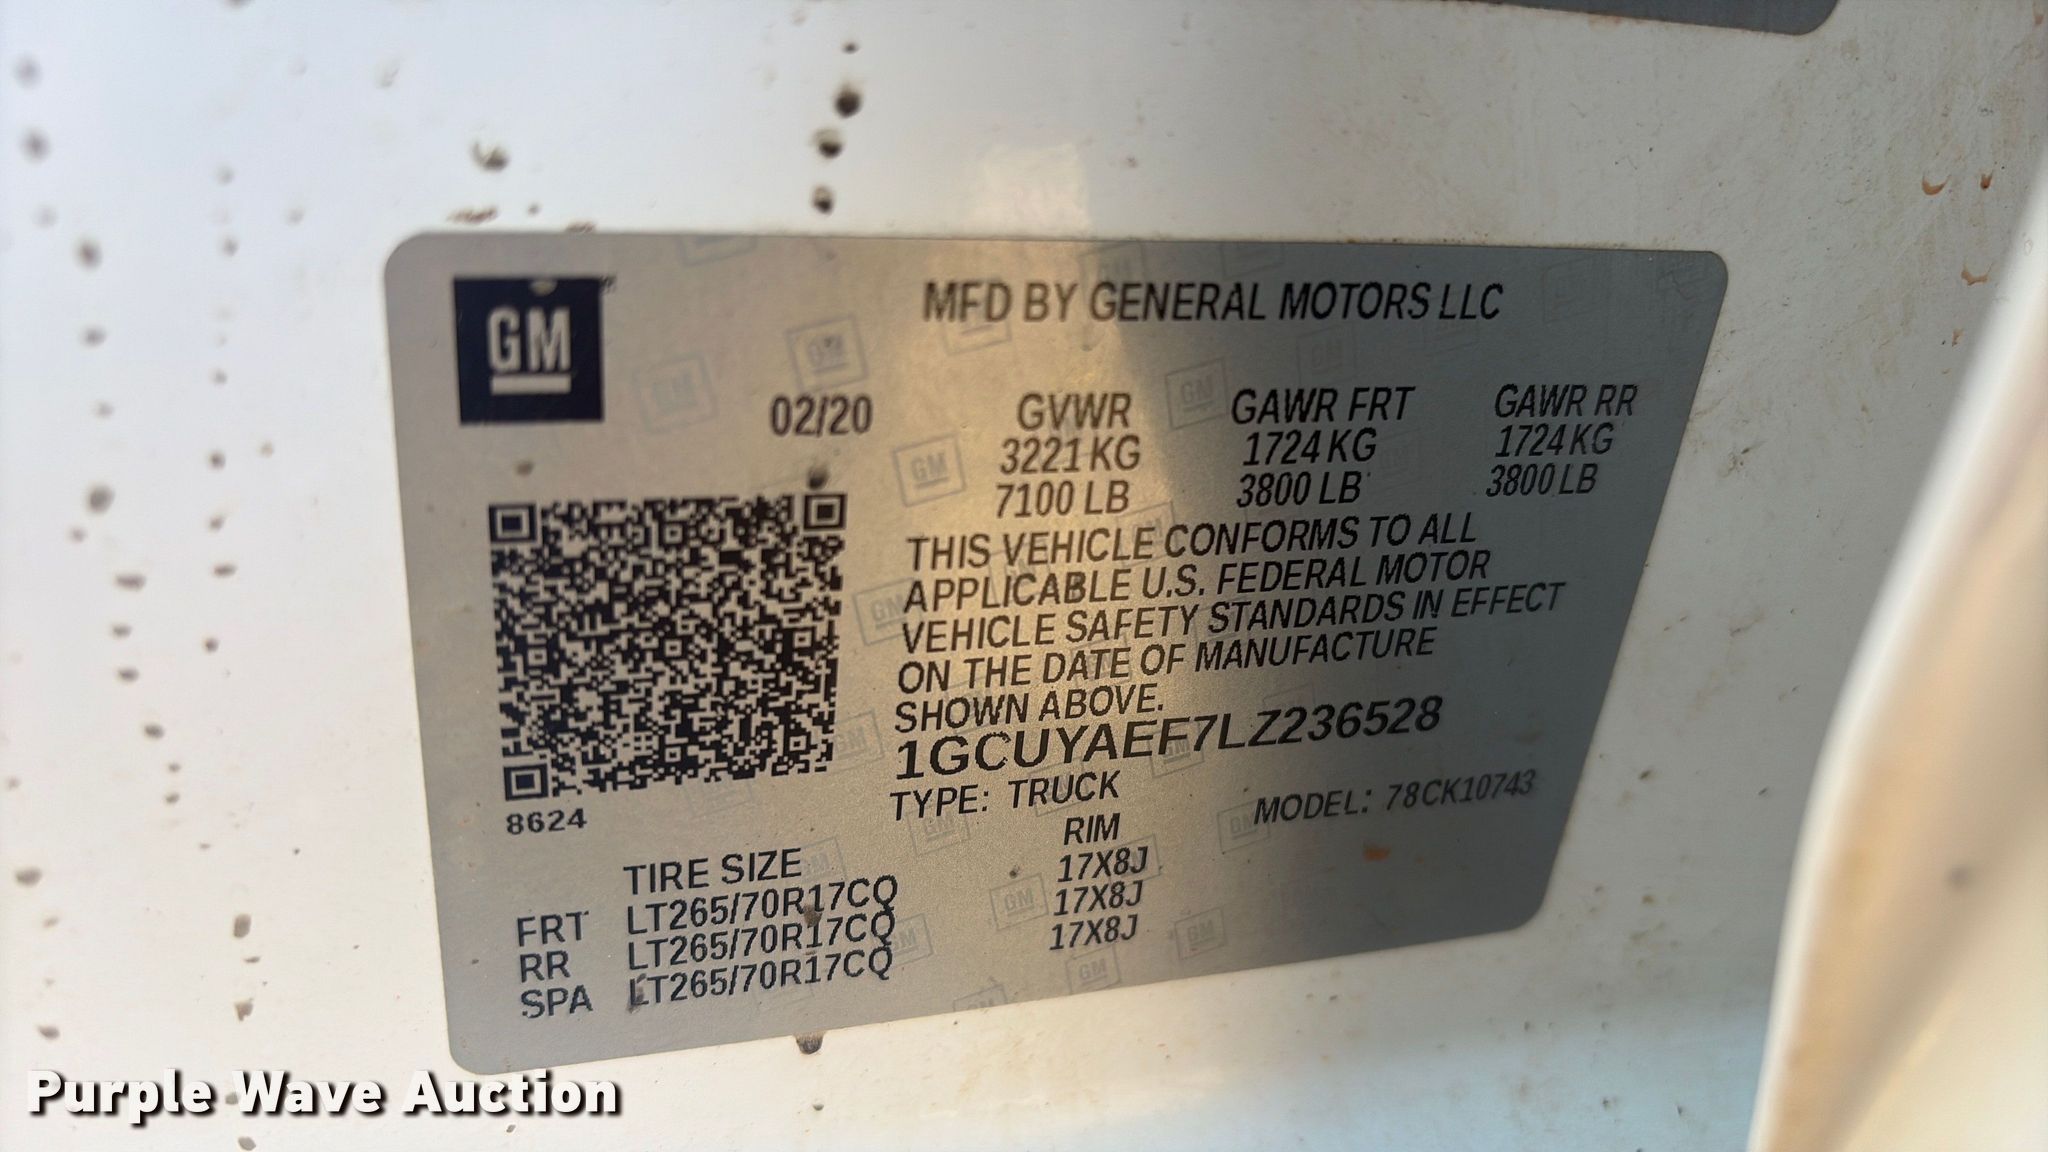 GM
MFD BY GENERAL MOTORS LLC
02/20
GVWR GAWR FRT GAWR RR
3221 KG 1724 KG 1724 KG
7100 LB 3800 LB 3800 LB
THIS VEHICLE CONFORMS TO ALL
APPLICABLE U.S. FEDERAL MOTOR
VEHICLE SAFETY STANDARDS IN EFFECT
ON THE DATE OF MANUFACTURE
SHOWN ABOVE.
1GCUYAEF7LZ236528
TYPE: TRUCK MODEL: 78CK10743
8624
TIRE SIZE RIM
FRT LT265/70R17CQ 17X8J
RR LT265/70R17CQ 17X8J
SPA LT265/70R17CQ 17X8J
Purple Wave Auction